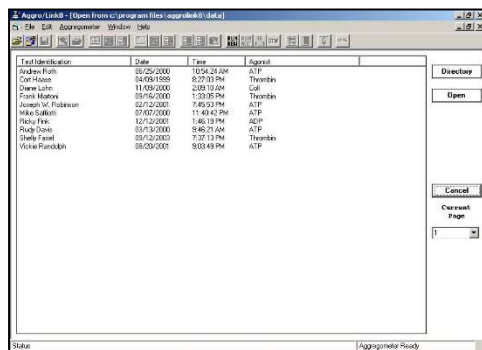 Aggro/Link8 - [Open from c:\program files\aggrolink8\data]
File Edit Aggregometer Window Help
Test Identification Date Time Agonist
Andrew Roth 06/25/2000 10:54:24 AM ATP
Cort Haase 04/09/1999 8:27:03 PM Thrombin
Diane Lohn 11/09/2000 2:09:10 AM Coll
Frank Martoni 09/16/2000 1:33:05 PM Thrombin
Joseph W. Robinson 02/12/2001 7:45:53 PM ATP
Mike Saffioti 07/07/2000 11:40:42 PM ATP
Ricky Fink 12/12/2001 1:46:19 PM ADP
Rudy Davis 03/13/2000 9:46:21 AM ATP
Shelly Fasel 09/12/2000 7:37:13 PM Thrombin
Vickie Randolph 08/20/2001 9:03:49 PM ATP
Directory
Open
Cancel
Current
Page
1
Status Aggregometer Ready